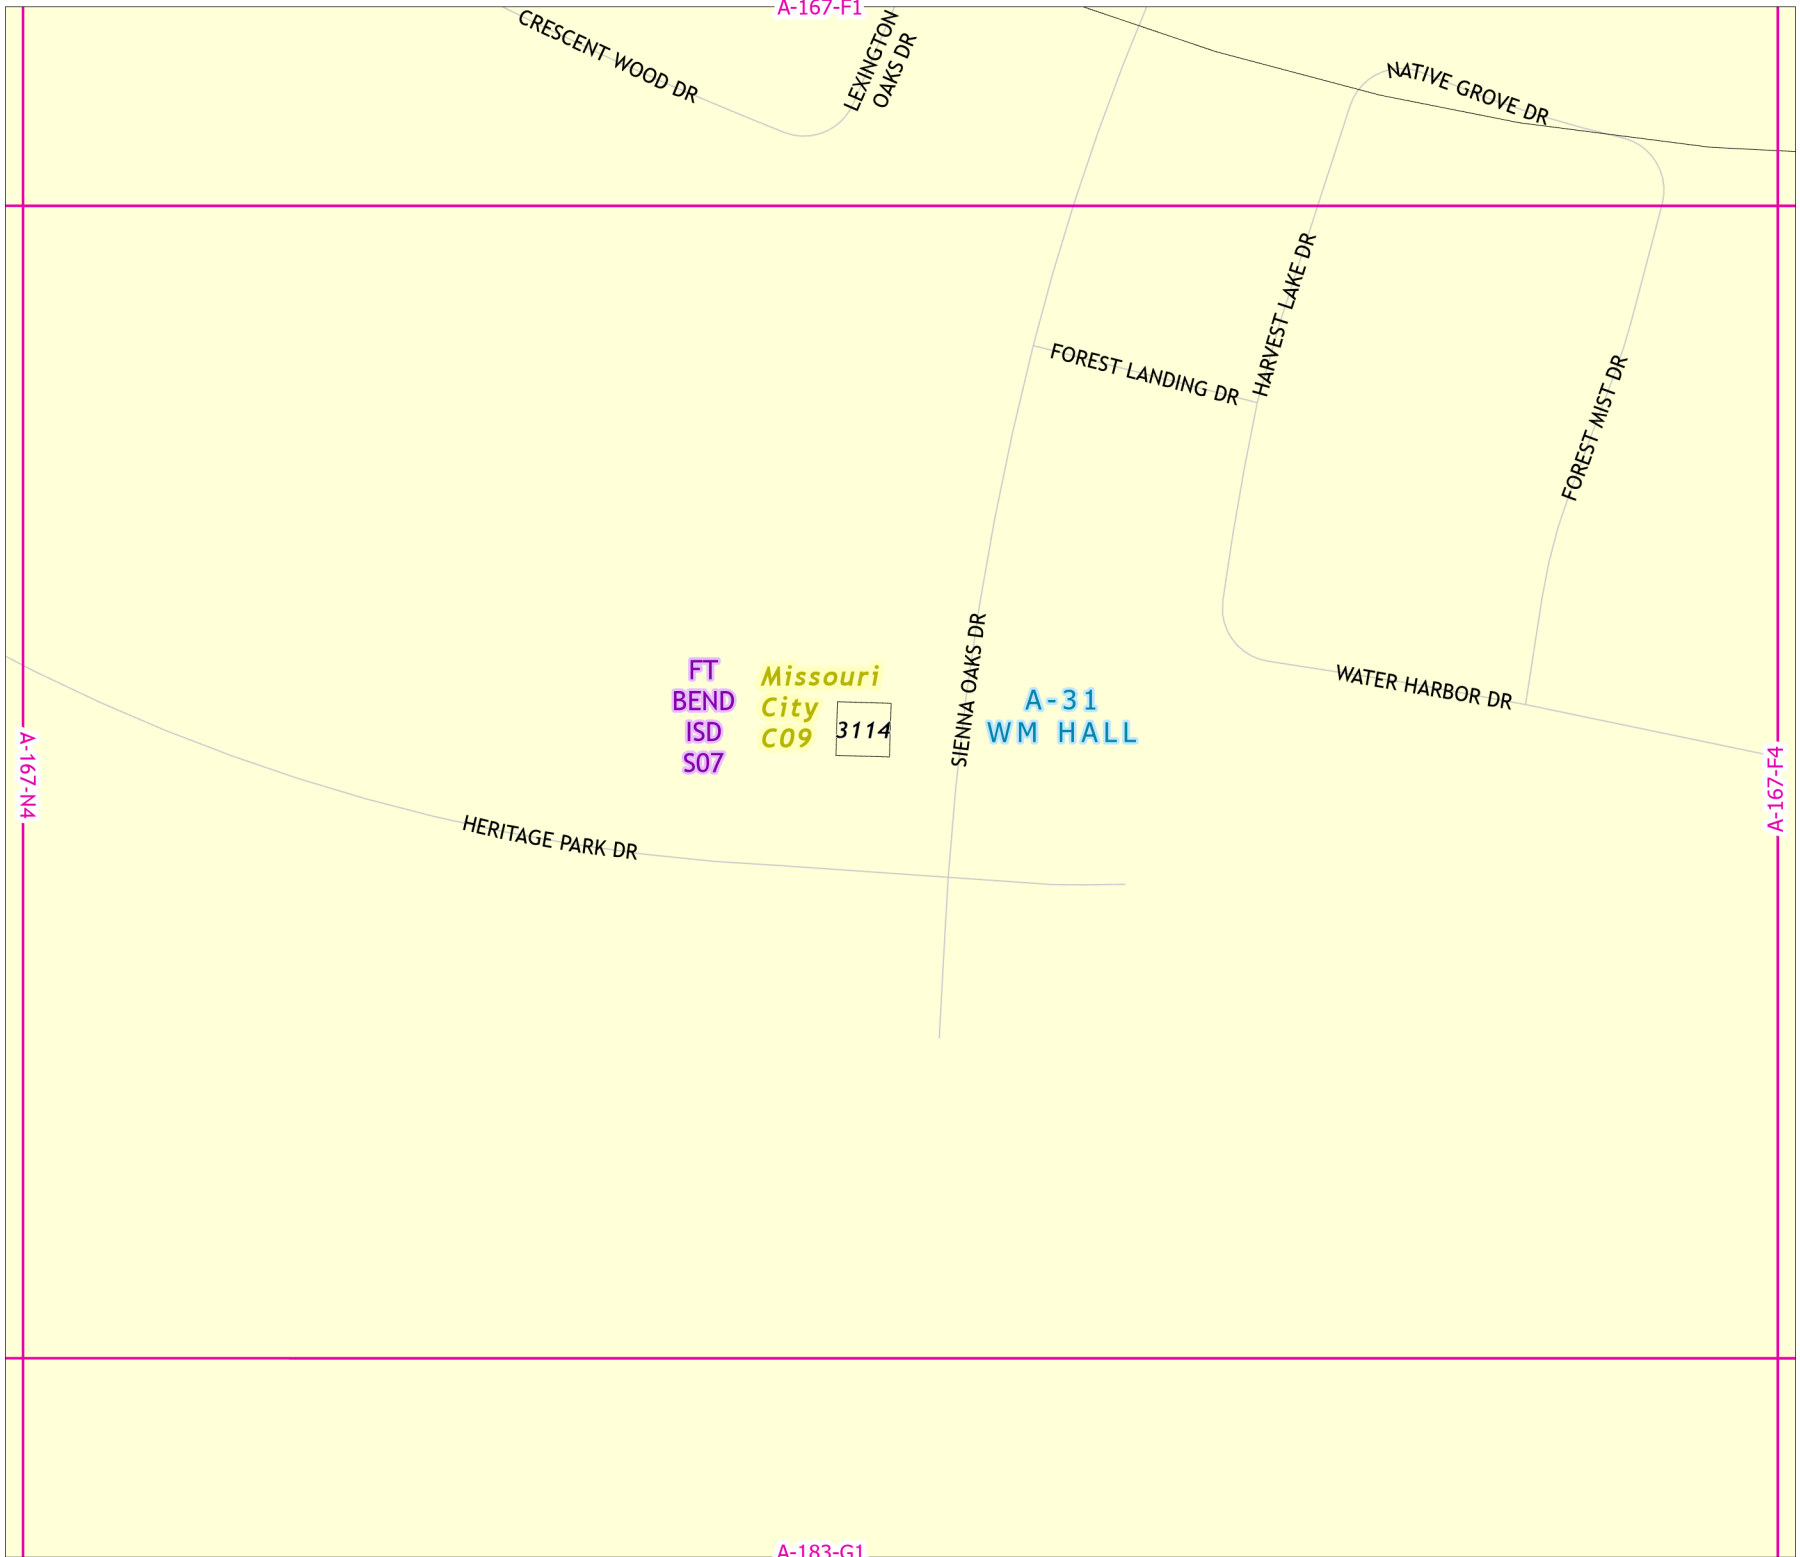 A-167-F1
CRESCENT WOOD DR
LEXINGTON
OAKS DR
NATIVE GROVE DR
HARVEST LAKE DR
FOREST LANDING DR
FOREST MIST DR
SIENNA OAKS DR
WATER HARBOR DR
FT
BEND
ISD
S07
Missouri
City
C09
3114
A-31
WM HALL
A-167-N4
A-167-F4
HERITAGE PARK DR
A-183-G1